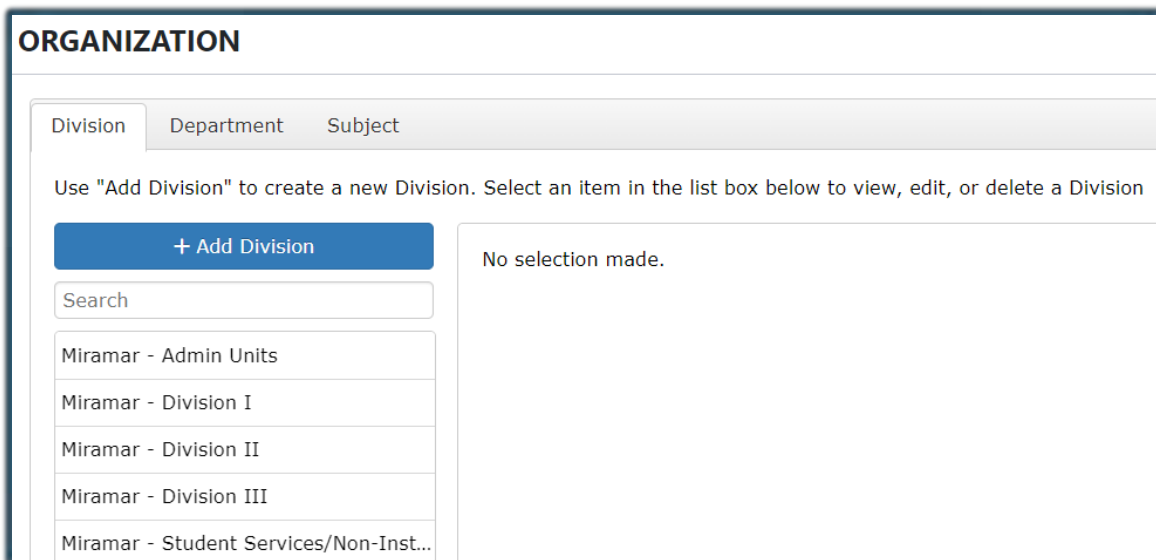 ORGANIZATION
Division Department Subject
Use "Add Division" to create a new Division. Select an item in the list box below to view, edit, or delete a Division
+ Add Division
No selection made.
Search
Miramar - Admin Units
Miramar - Division I
Miramar - Division II
Miramar - Division III
Miramar - Student Services/Non-Inst...